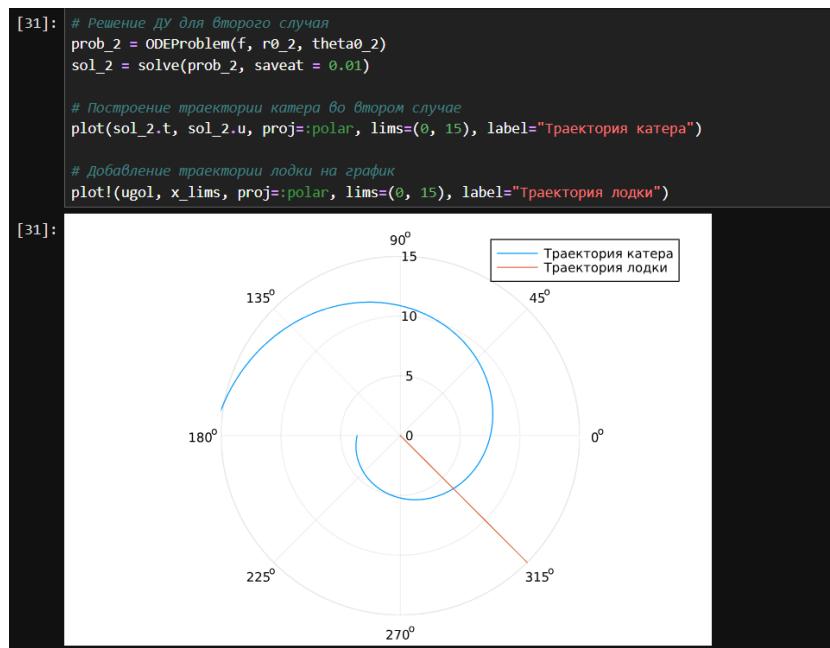 [31]: # Решение ДУ для второго случая
prob_2 = ODEProblem(f, r0_2, theta0_2)
sol_2 = solve(prob_2, saveat = 0.01)
# Построение траектории катера во втором случае
plot(sol_2.t, sol_2.u, proj=:polar, lims=(0, 15), label="Траектория катера")
# Добавление траектории лодки на график
plot!(ugol, x_lims, proj=:polar, lims=(0, 15), label="Траектория лодки")
[31]:
90°
15
Траектория катера
Траектория лодки
135°
45°
10
5
180°
0
0°
225°
315°
270°